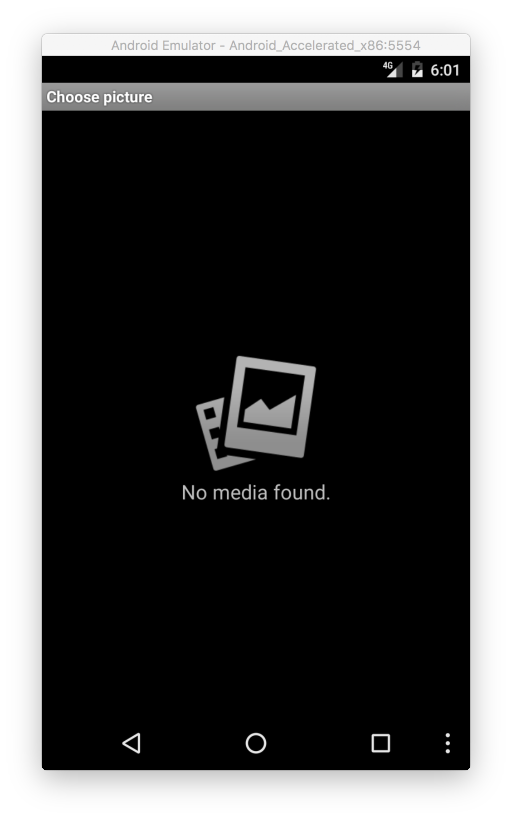 Android Emulator - Android_Accelerated_x86:5554
4G 6:01
Choose picture
No media found.